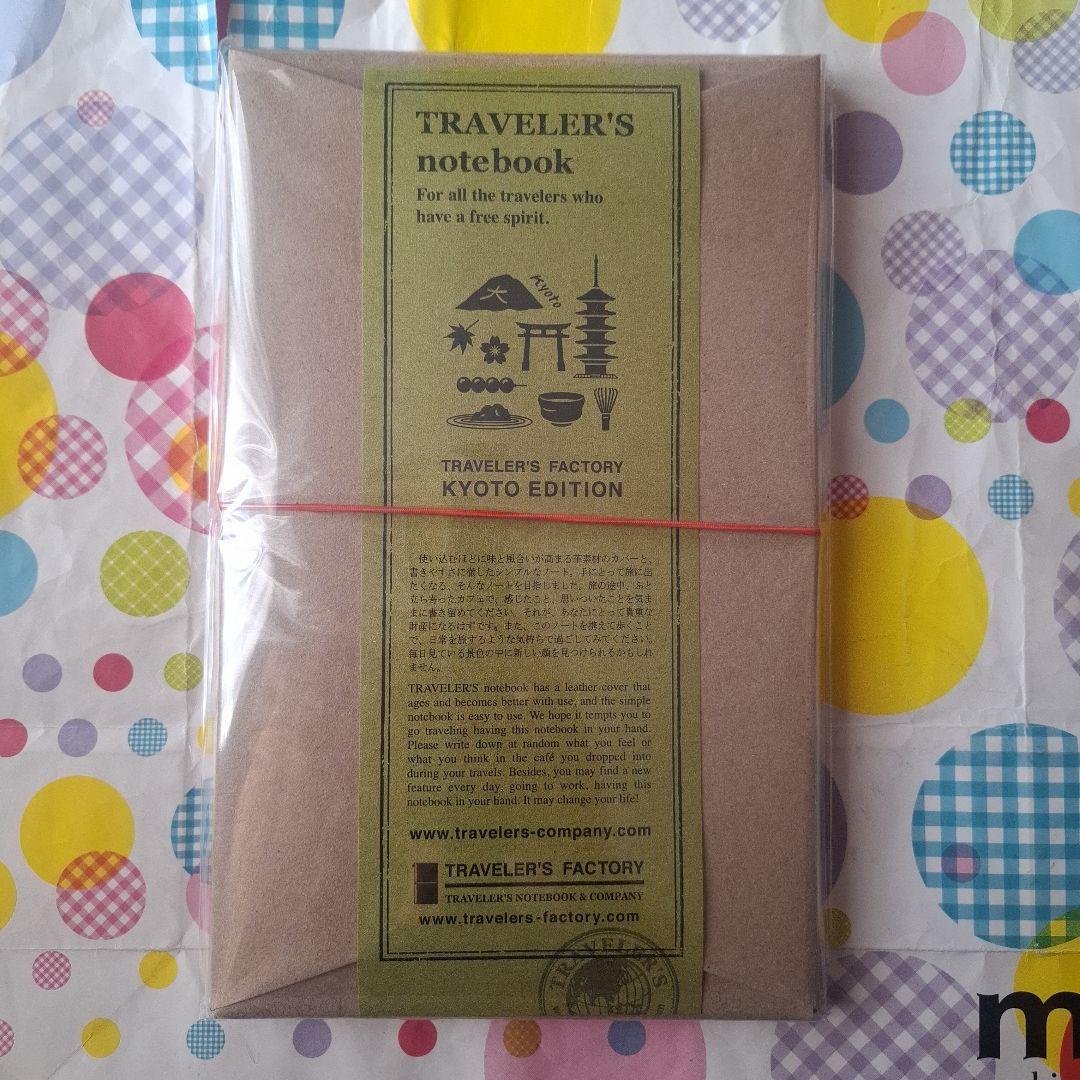 TRAVELER'S
notebook
For all the travelers who
have a free spirit.
大
Kyoto
TRAVELER'S FACTORY
KYOTO EDITION
使い込むほどに味と風合いが高まる革素材のカバーと、
書きやすさに徹したシンプルなノート。手にとって旅に出
たくなる、そんなノートを目指しました。旅の途中、ふと
立ち寄ったカフェで、感じたこと、思いついたことを気ま
まに書き留めてください。それが、あなたにとって貴重な
財産になるはずです。また、このノートを携えて歩くこと
で、日常を旅するような気持ちで過ごしてみてください。
毎日見ている景色の中に新しい顔を見つけられるかもしれ
ません。
TRAVELER'S notebook has a leather cover that
ages and becomes better with use, and the simple
notebook is easy to use. We hope it tempts you to
go traveling having this notebook in your hand.
Please write down at random what you feel or
what you think in the café you dropped into
during your travels. Besides, you may find a new
feature every day, going to work, having this
notebook in your hand. It may change your life!
www.travelers-company.com
TRAVELER'S FACTORY
TRAVELER'S NOTEBOOK & COMPANY
www.travelers-factory.com
TRAVELER'S